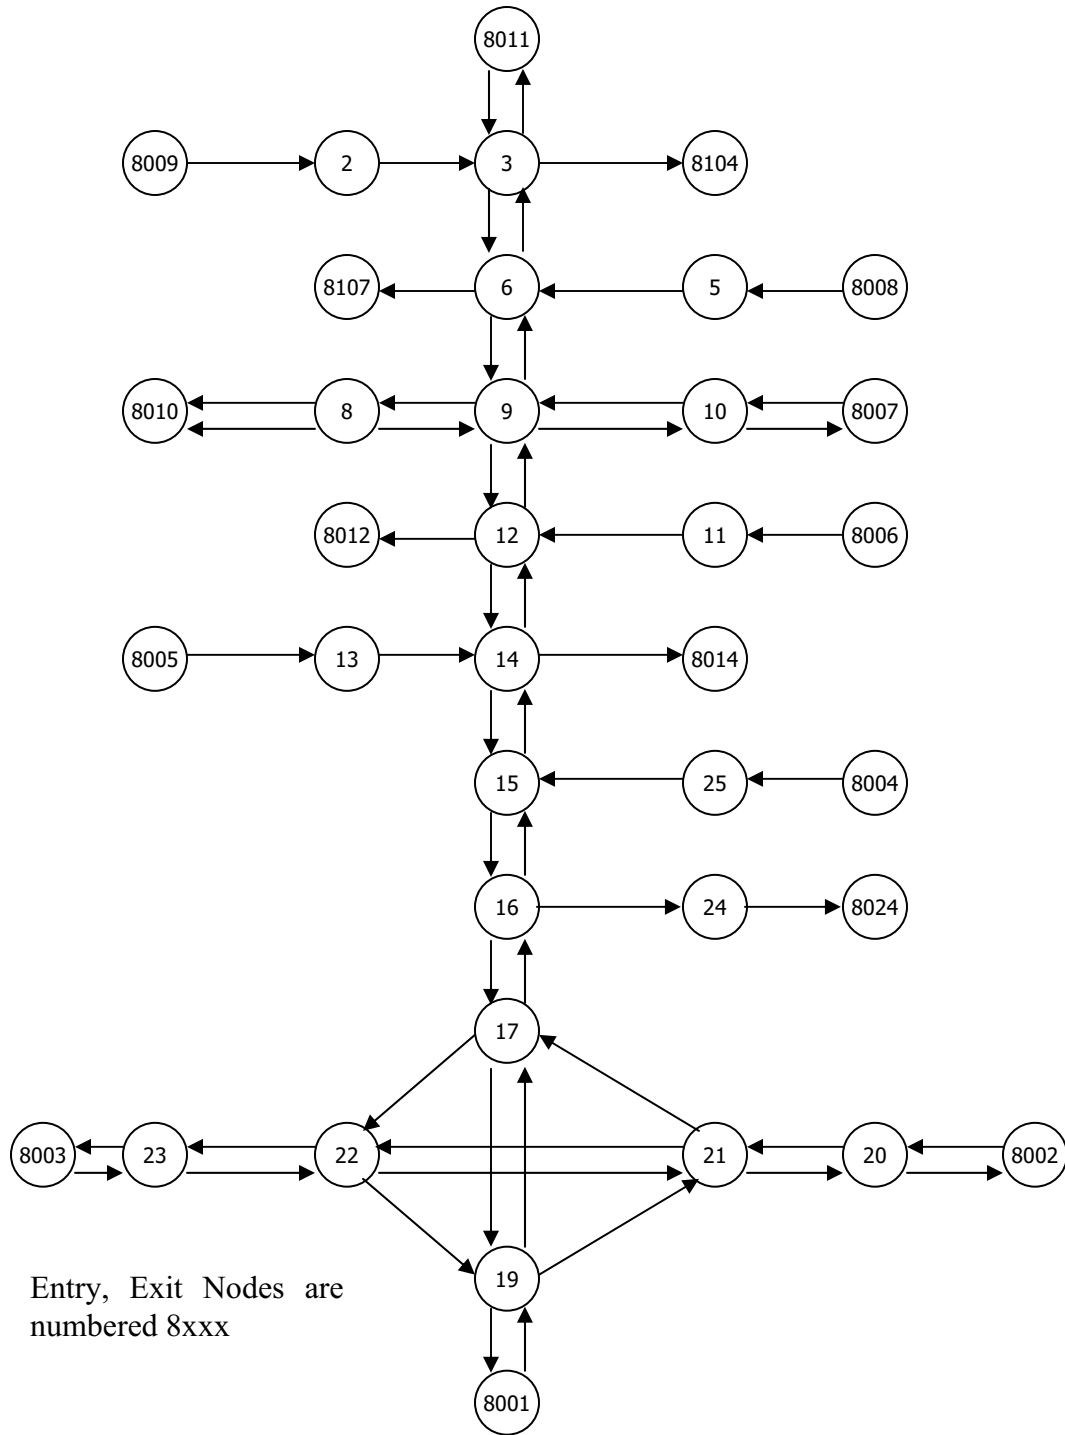 8011
8009 2 3 8104
8107 6 5 8008
8010 8 9 10 8007
8012 12 11 8006
8005 13 14 8014
15 25 8004
16 24 8024
17
8003 23 22 21 20 8002
19
Entry, Exit Nodes are
numbered 8xxx
8001